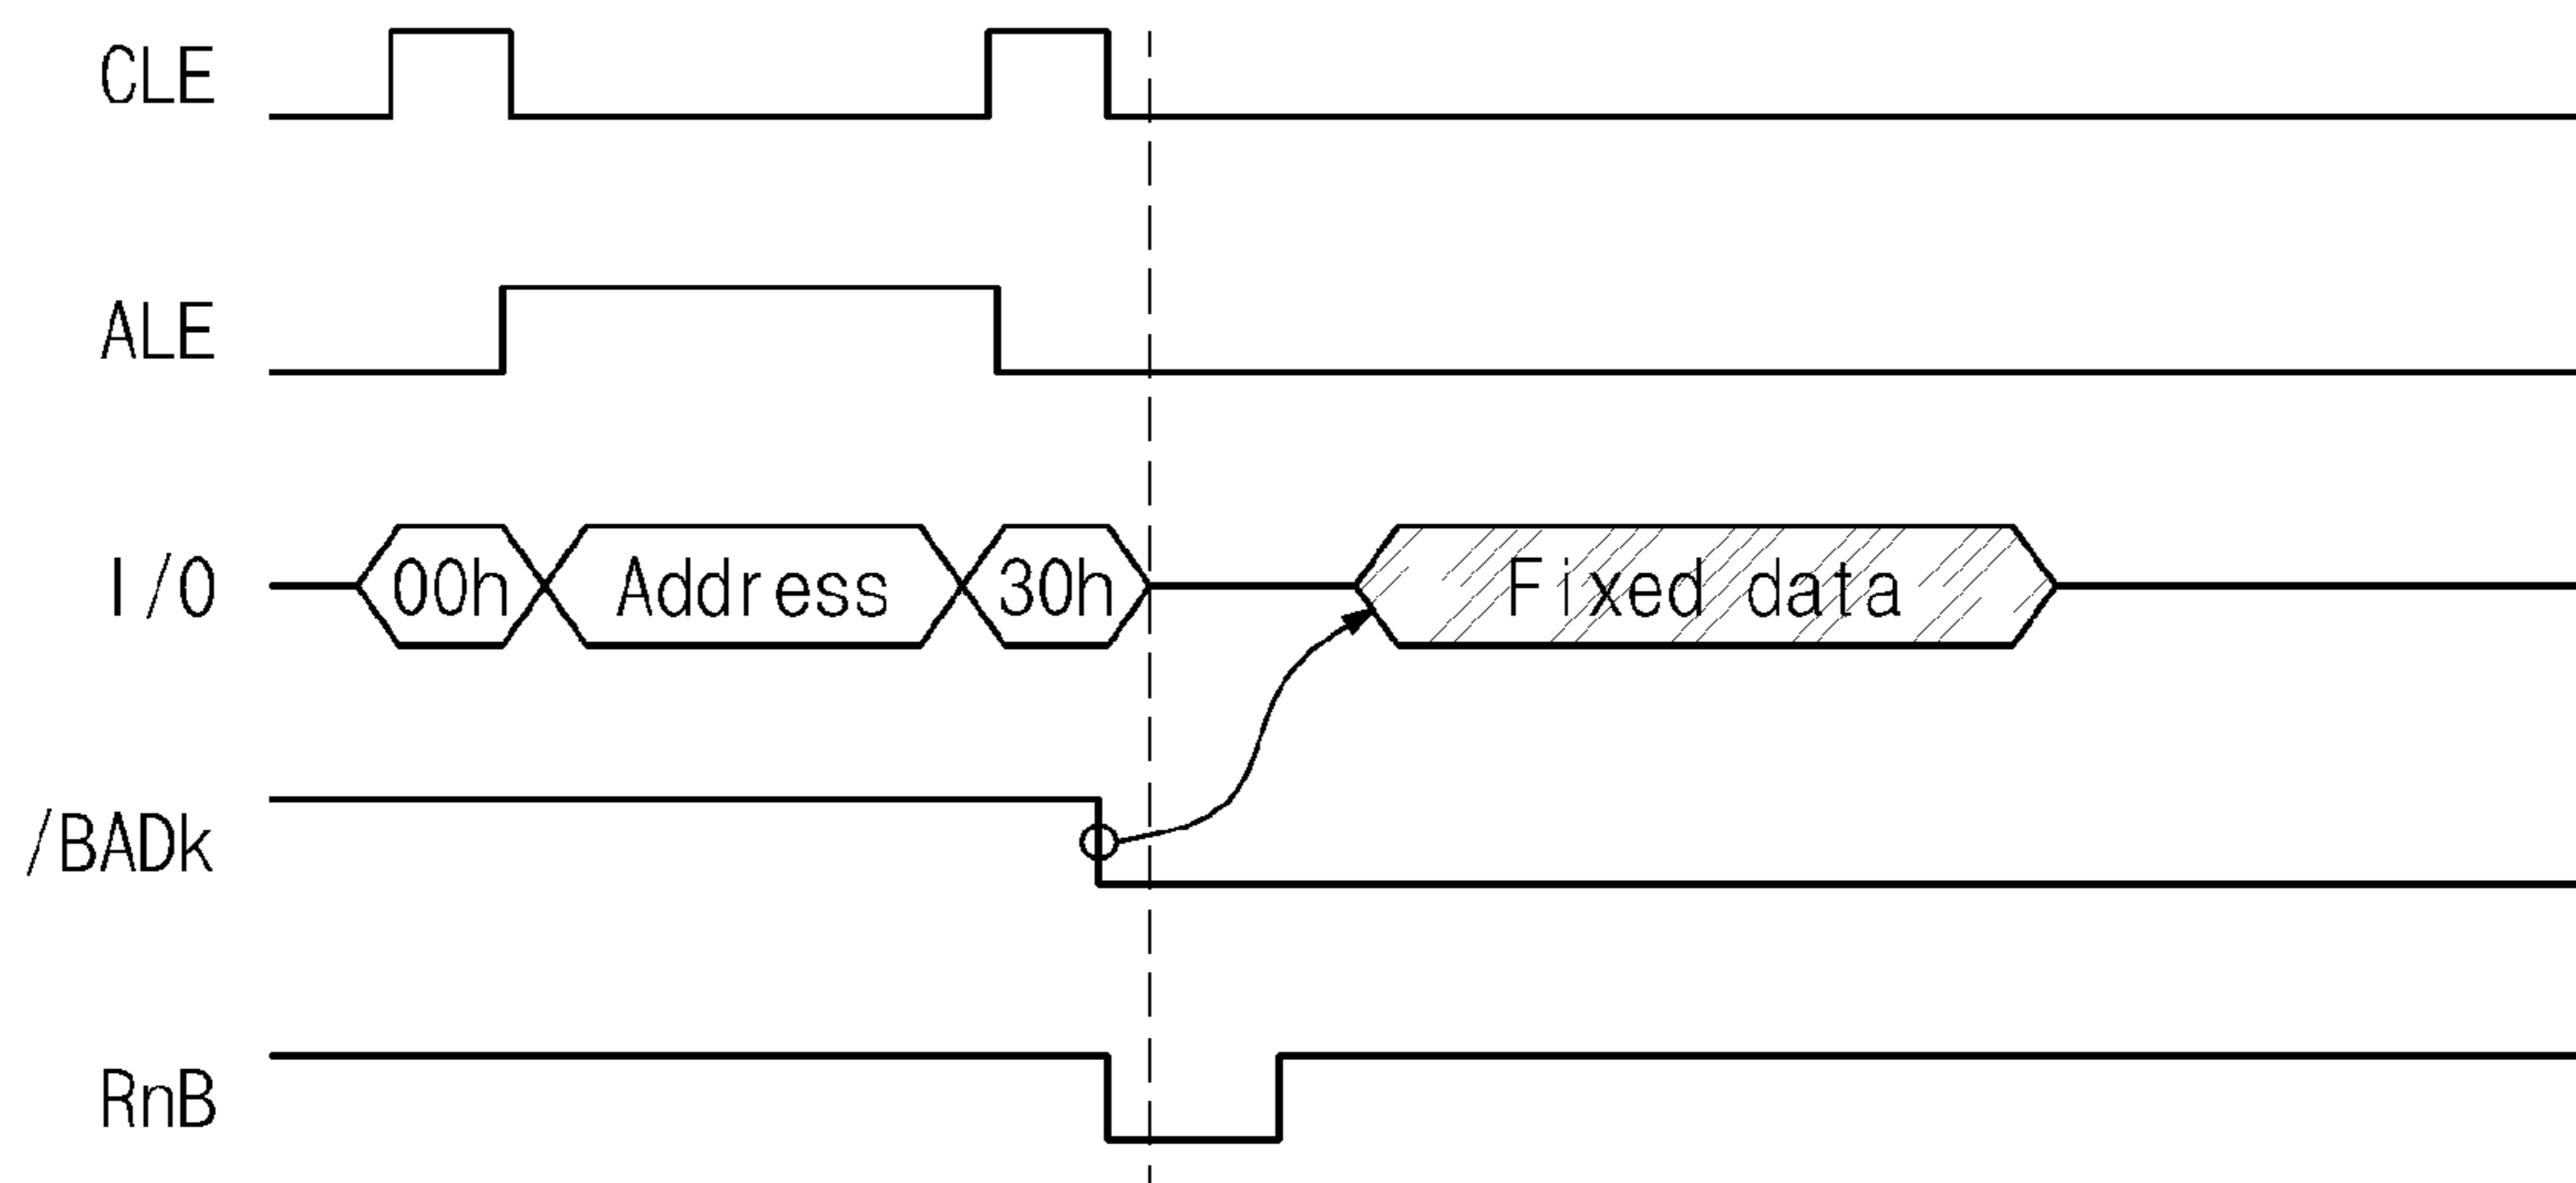 CLE
ALE
I/O 00h Address 30h Fixed data
/BADk
RnB